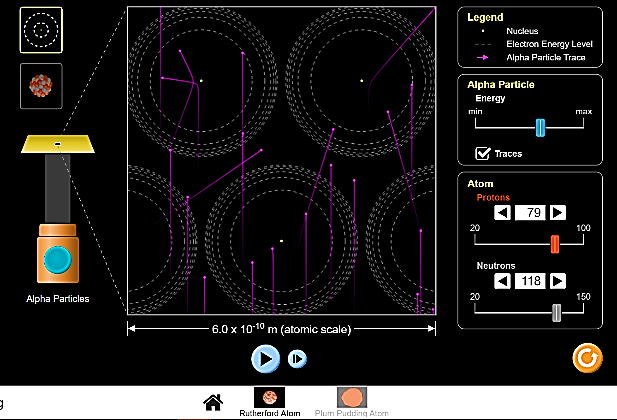 Legend
Nucleus
Electron Energy Level
Alpha Particle Trace
Alpha Particle
Energy
min
max
Traces
Atom
Protons
79
20
100
Neutrons
118
20
150
Alpha Particles
6.0 x 10⁻¹⁰ m (atomic scale)
g
Rutherford Atom
Plum Pudding Atom